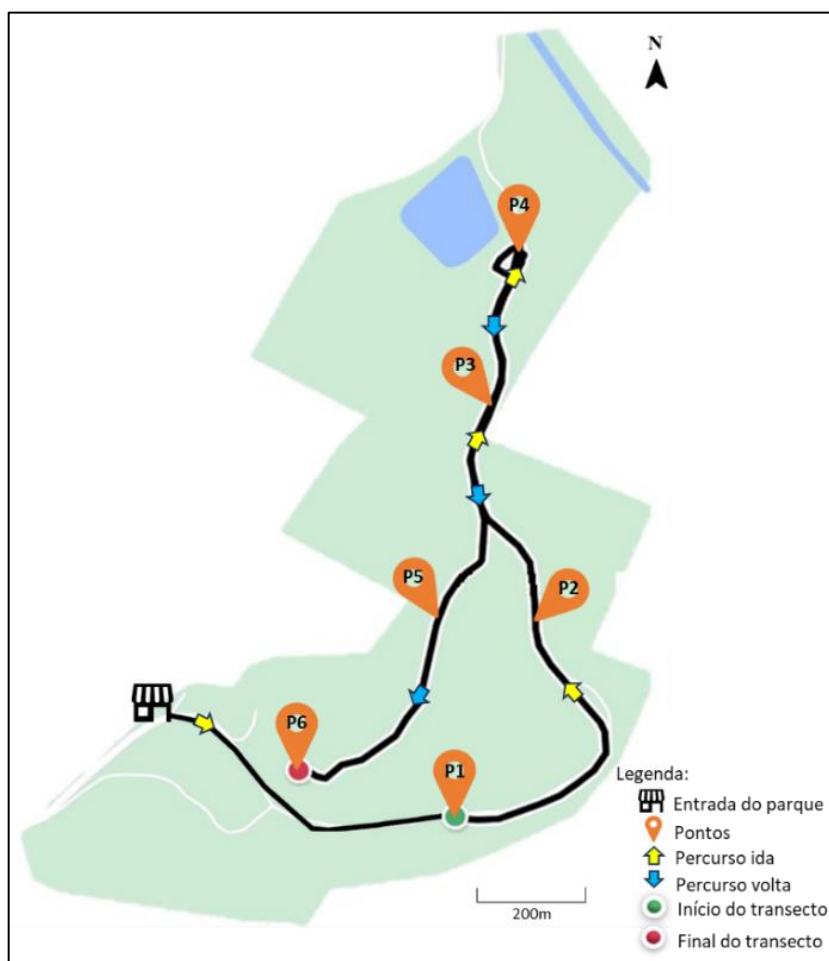 N
P4
P3
P5
P2
P6
P1
Legenda:
Entrada do parque
Pontos
Percurso ida
Percurso volta
Início do transecto
Final do transecto
200m